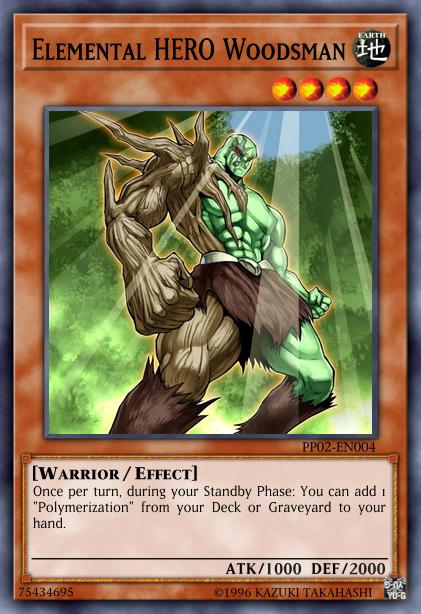 Elemental HERO Woodsman
EARTH
地
PP02-EN004
[Warrior / Effect]
Once per turn, during your Standby Phase: You can add 1
"Polymerization" from your Deck or Graveyard to your
hand.
ATK/1000 DEF/2000
75434695
©1996 KAZUKI TAKAHASHI